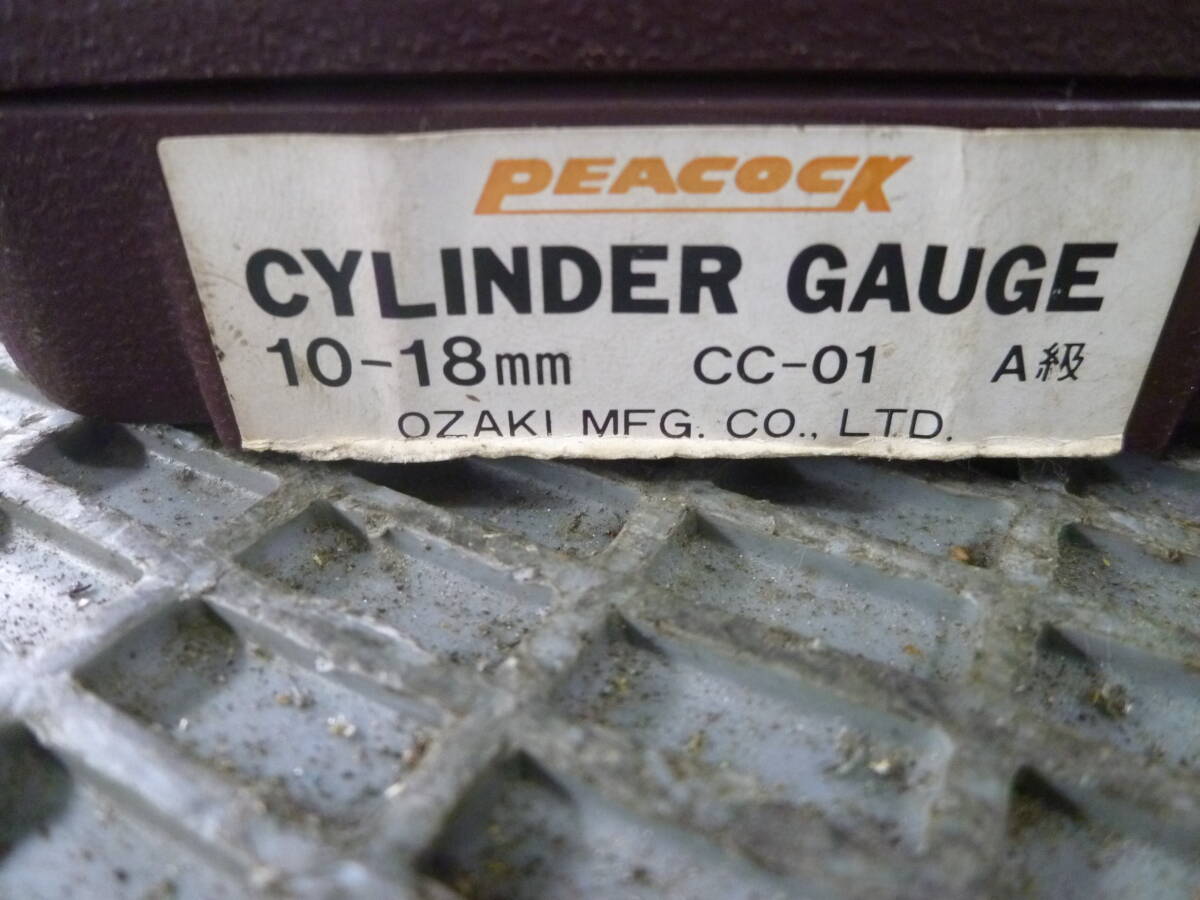 PEACOCK
CYLINDER GAUGE
10-18mm CC-01 A級
OZAKI MFG. CO., LTD.